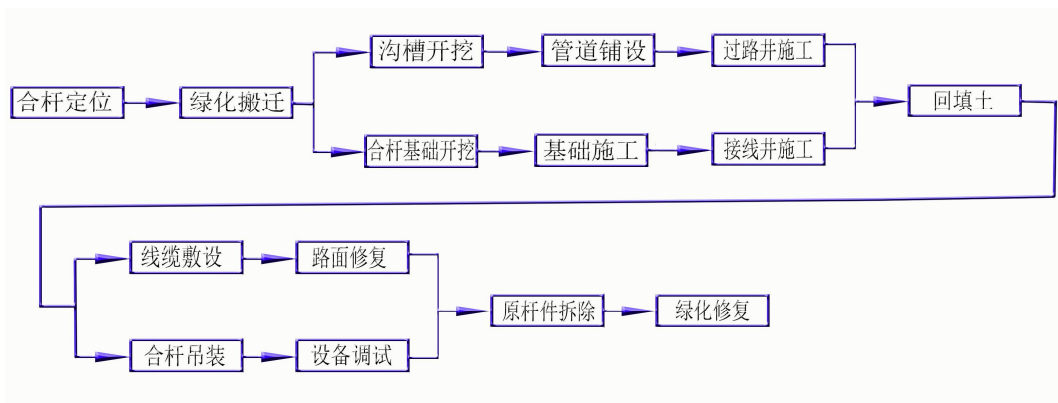 合杆定位
绿化搬迁
沟槽开挖
管道铺设
过路井施工
合杆基础开挖
基础施工
接线井施工
回填土
线缆敷设
路面修复
合杆吊装
设备调试
原杆件拆除
绿化修复